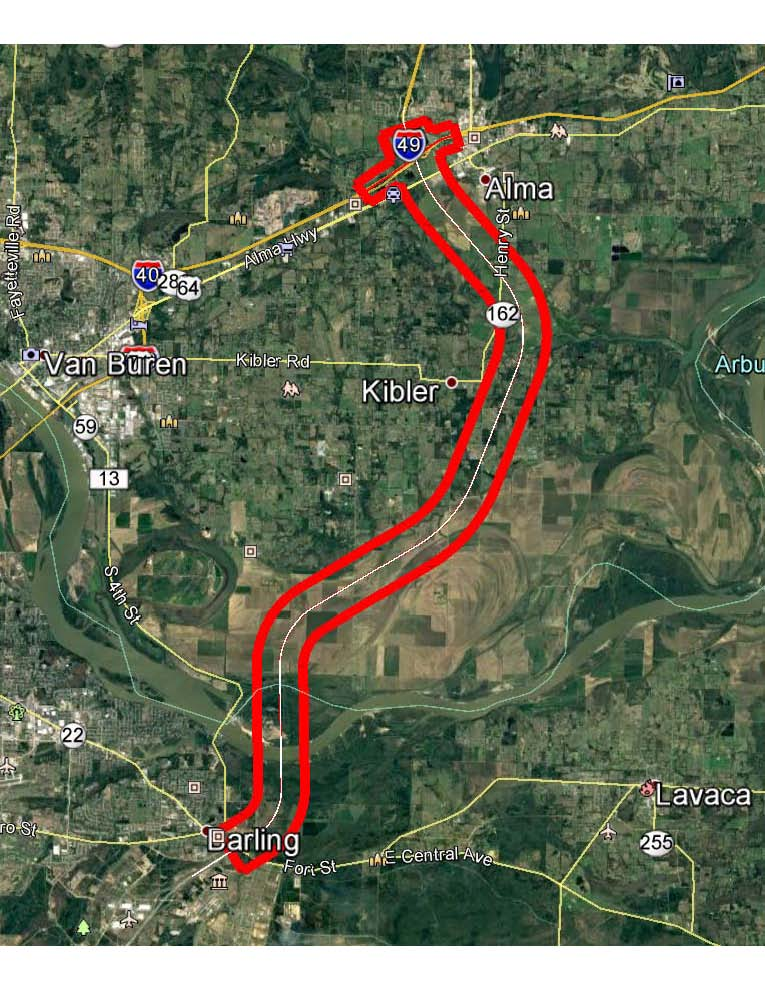 49
Alma
Fayetteville Rd
Henry St
Alma Hwy
40
28
64
162
Van Buren
Kibler Rd
Arbu
Kibler
59
13
S 4th St
22
Lavaca
ro St
Barling
Fort St
E Central Ave
255